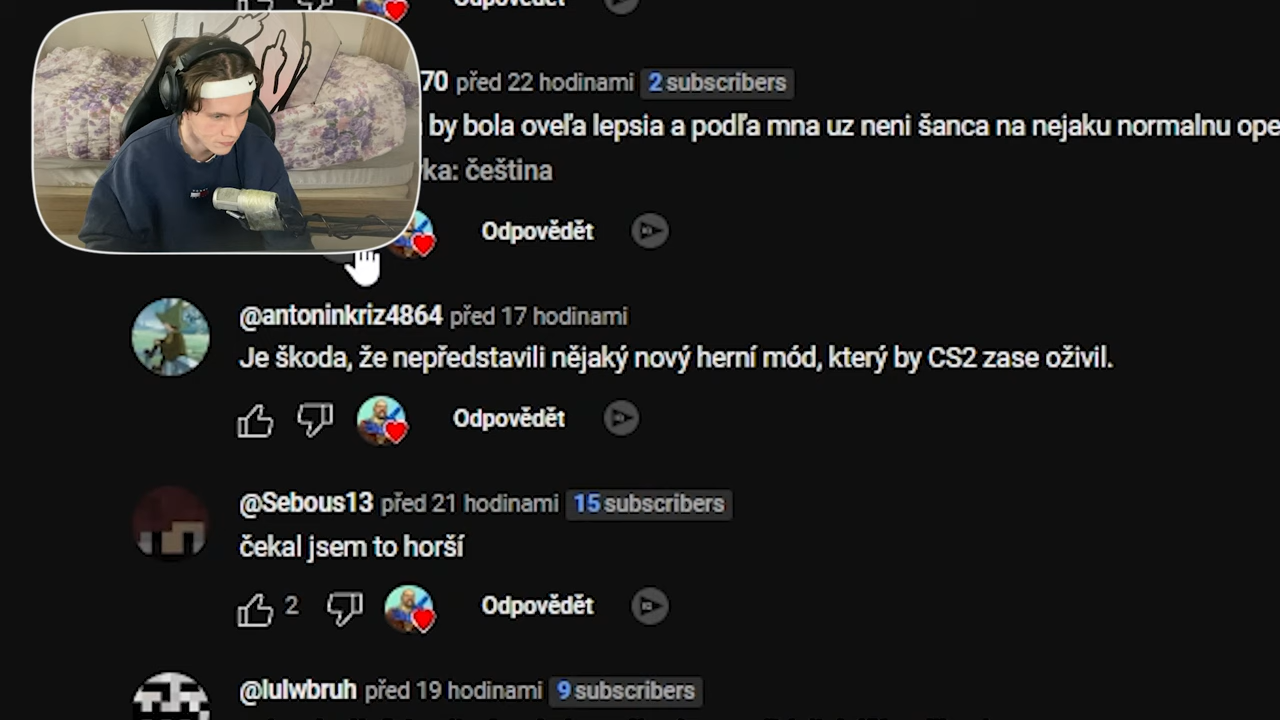 Odpovědět
70 před 22 hodinami 2 subscribers
by bola oveľa lepsia a podľa mna uz neni šanca na nejaku normalnu ope
ka: čeština
Odpovědět
@antoninkriz4864 před 17 hodinami
Je škoda, že nepředstavili nějaký nový herní mód, který by CS2 zase oživil.
Odpovědět
@Sebous13 před 21 hodinami 15 subscribers
čekal jsem to horší
2 Odpovědět
@lulwbruh před 19 hodinami 9 subscribers